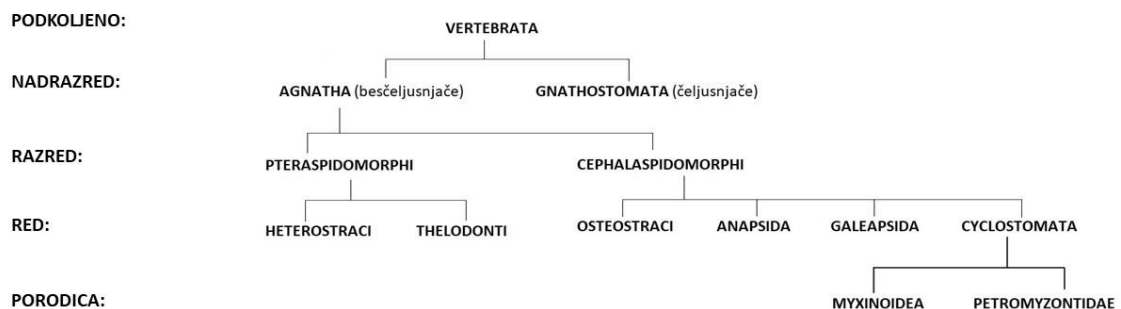 PODKOLJENO: VERTEBRATA
NADRAZRED: AGNATHA (besčeljusnjače) GNATHOSTOMATA (čeljusnjače)
RAZRED: PTERASPIDOMORPHI CEPHALASPIDOMORPHI
RED: HETEROSTRACI THELODONTI OSTEOSTRACI ANAPSIDA GALEAPSIDA CYCLOSTOMATA
PORODICA: MYXINOIDEA PETROMYZONTIDAE